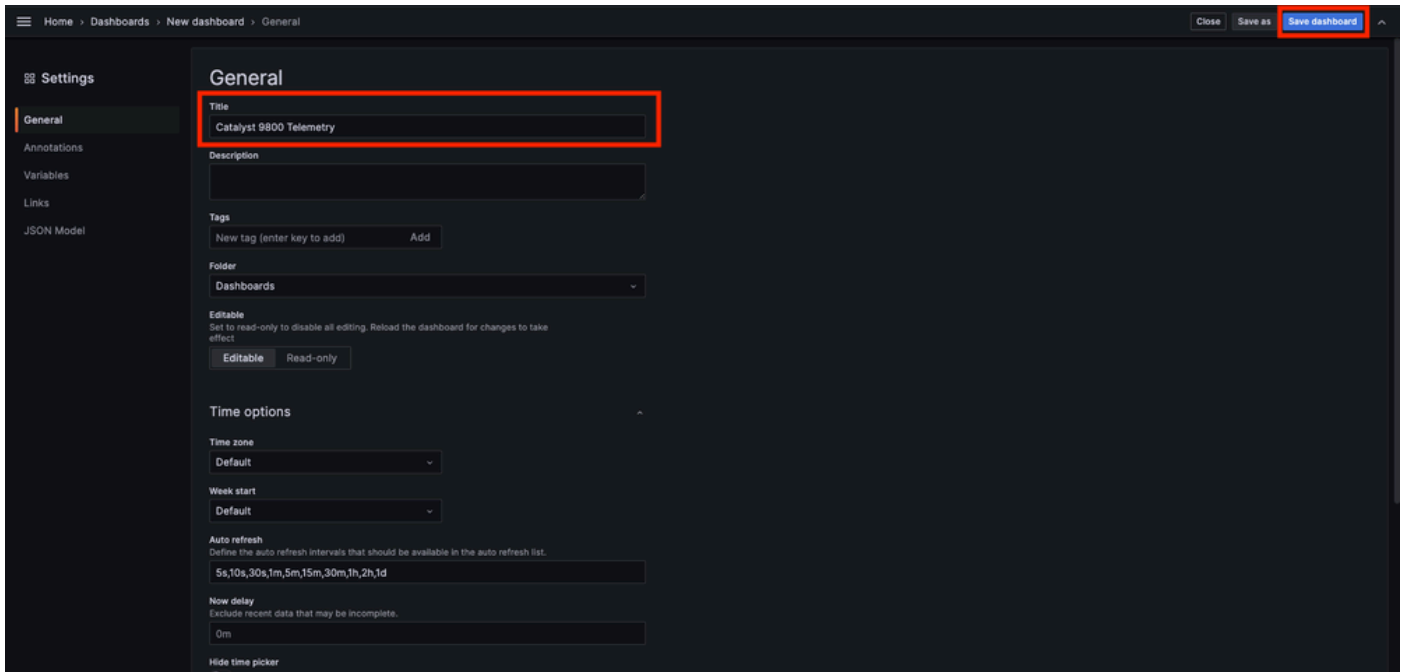 Home › Dashboards › New dashboard › General
Close
Save as
Save dashboard
Settings
General
Annotations
Variables
Links
JSON Model
General
Title
Catalyst 9800 Telemetry
Description
Tags
New tag (enter key to add)
Add
Folder
Dashboards
Editable
Set to read-only to disable all editing. Reload the dashboard for changes to take
effect
Editable
Read-only
Time options
Time zone
Default
Week start
Default
Auto refresh
Define the auto refresh intervals that should be available in the auto refresh list.
5s,10s,30s,1m,5m,15m,30m,1h,2h,1d
Now delay
Exclude recent data that may be incomplete.
0m
Hide time picker